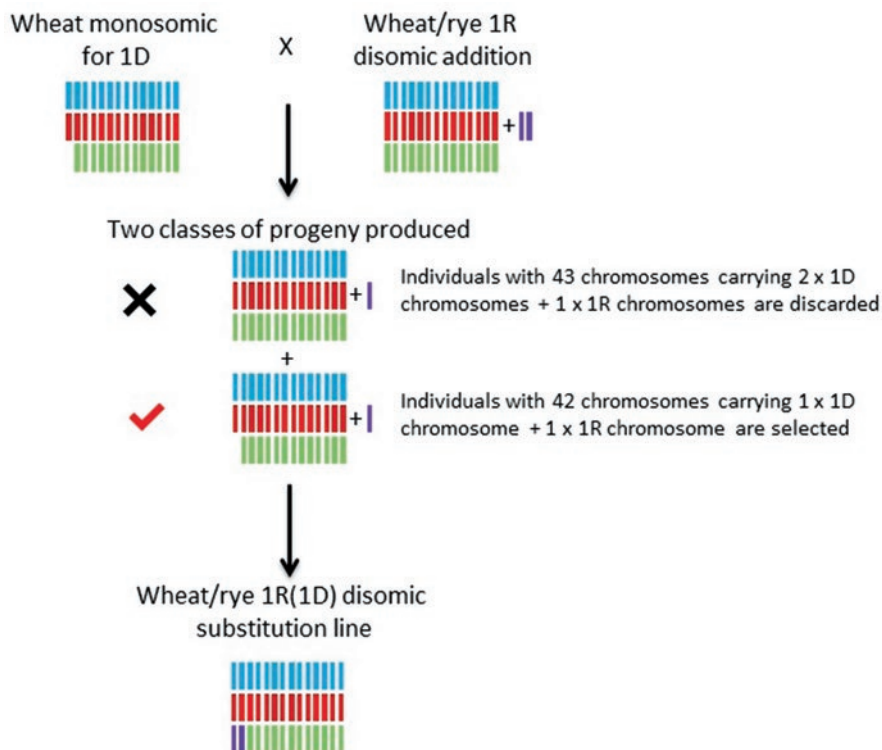 Wheat monosomic
for 1D
X
Wheat/rye 1R
disomic addition
+
Two classes of progeny produced
+
Individuals with 43 chromosomes carrying 2 x 1D
chromosomes + 1 x 1R chromosomes are discarded
+
+
Individuals with 42 chromosomes carrying 1 x 1D
chromosome + 1 x 1R chromosome are selected
Wheat/rye 1R(1D) disomic
substitution line